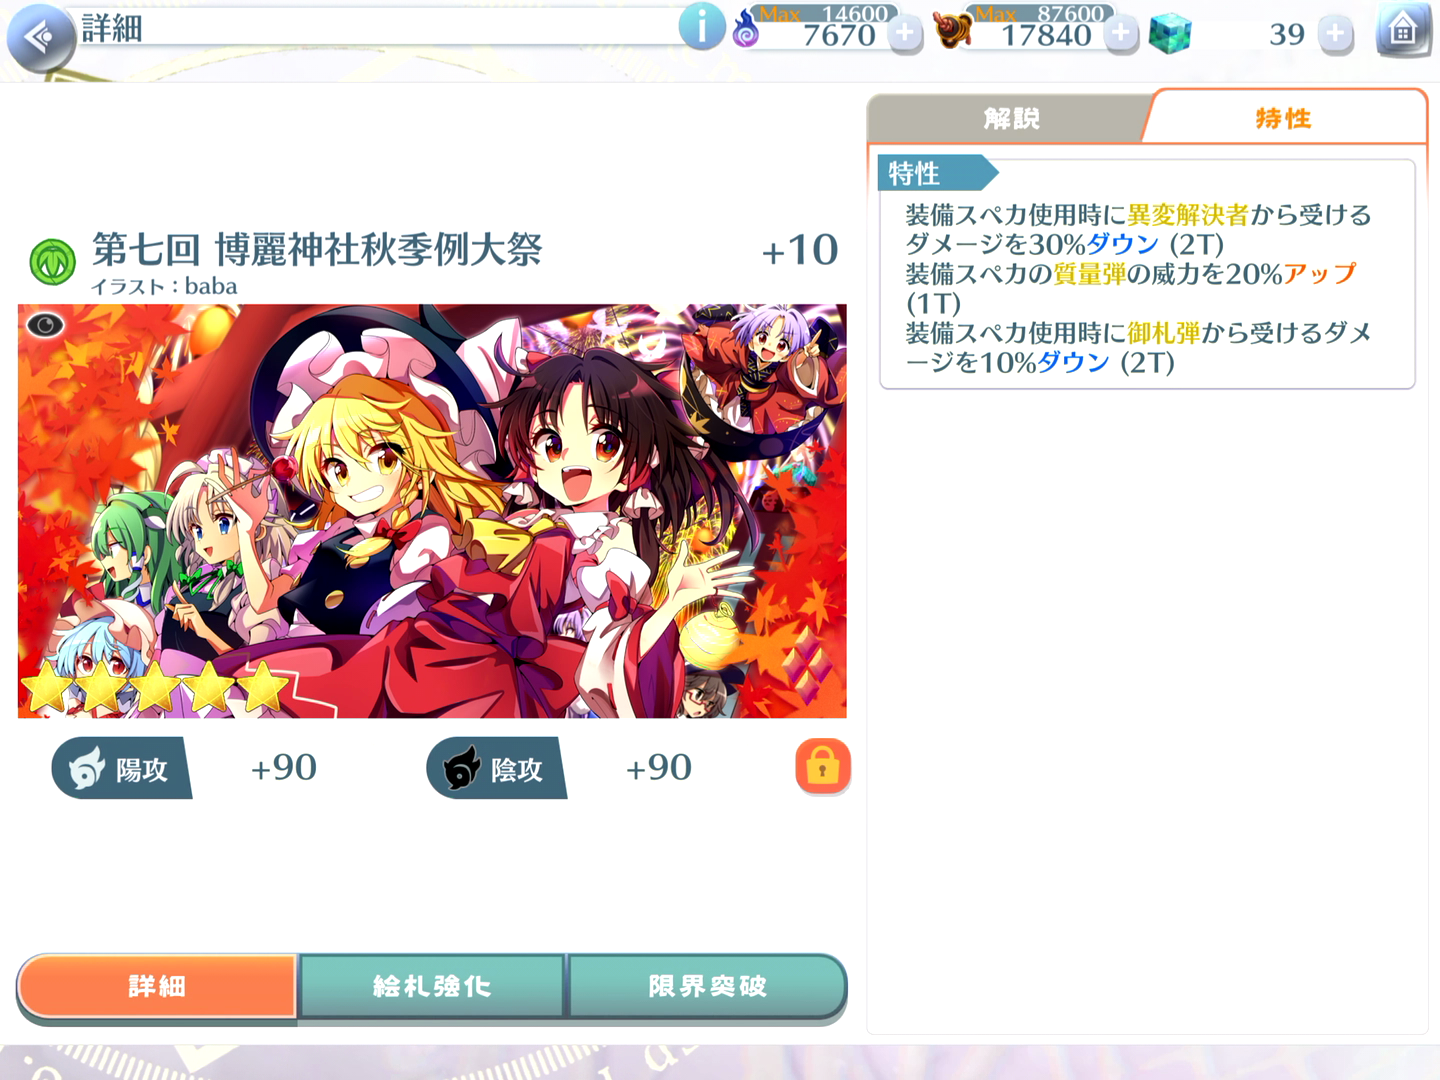 詳細
Max 14600
7670
Max 87600
17840
39
第七回 博麗神社秋季例大祭 +10
イラスト：baba
陽攻 +90
陰攻 +90
詳細
絵札強化
限界突破
解説
特性
特性
装備スペカ使用時に異変解決者から受ける
ダメージを30%ダウン (2T)
装備スペカの質量弾の威力を20%アップ
(1T)
装備スペカ使用時に御札弾から受けるダメ
ージを10%ダウン (2T)